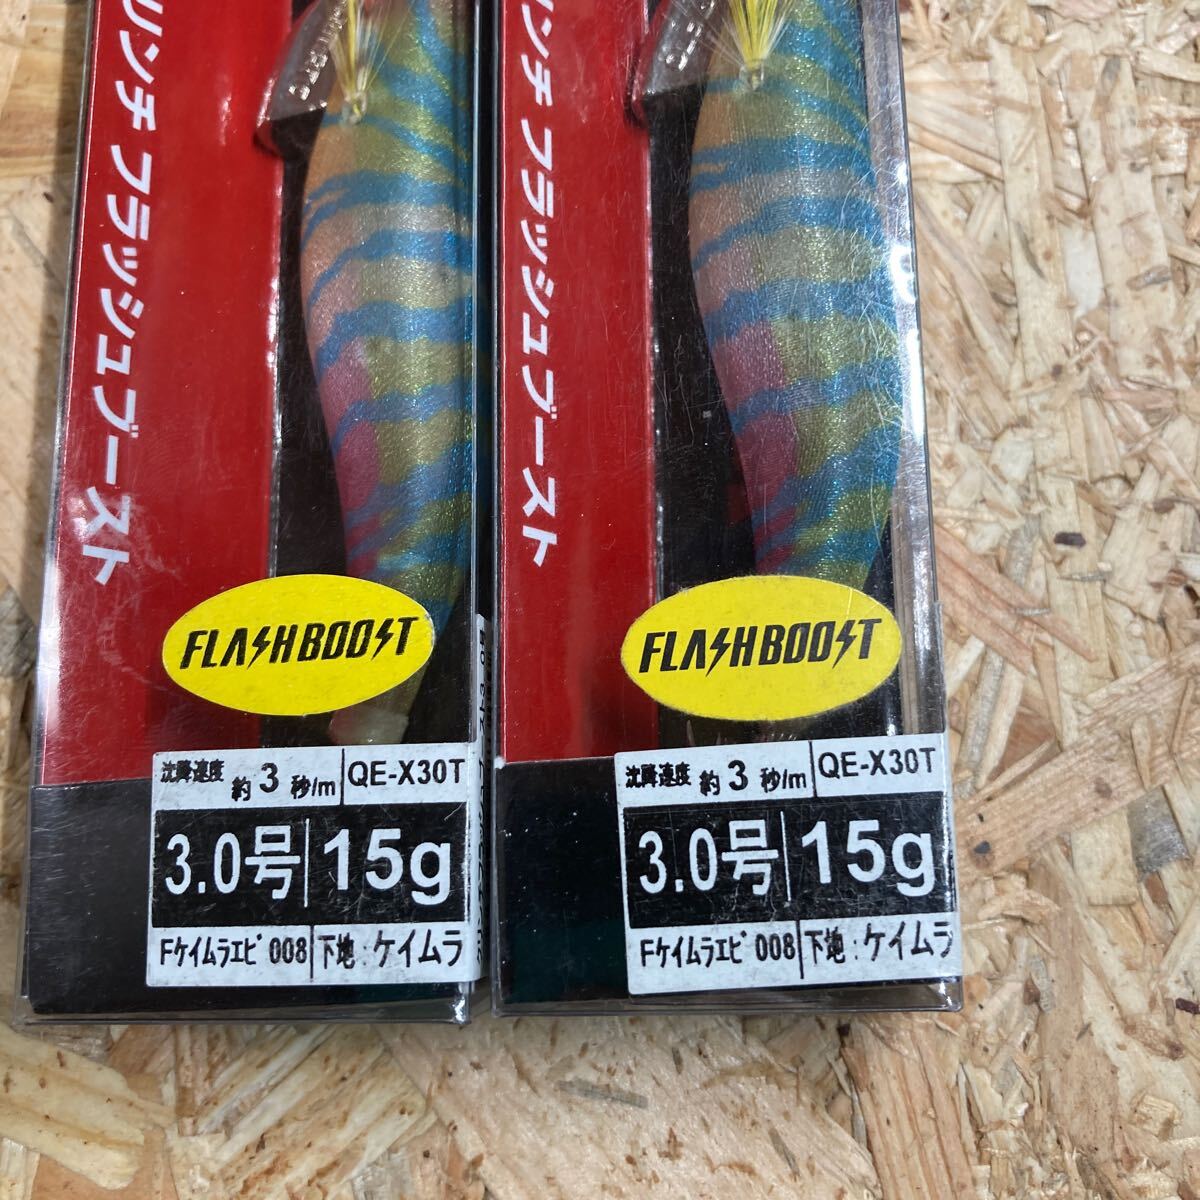 リンチ フラッシュブースト
FLASHBOOST
沈降速度 約3秒/m QE-X30T
3.0号 15g
Fケイムラエビ 008 下地:ケイムラ
リンチ フラッシュブースト
FLASHBOOST
沈降速度 約3秒/m QE-X30T
3.0号 15g
Fケイムラエビ 008 下地:ケイムラ